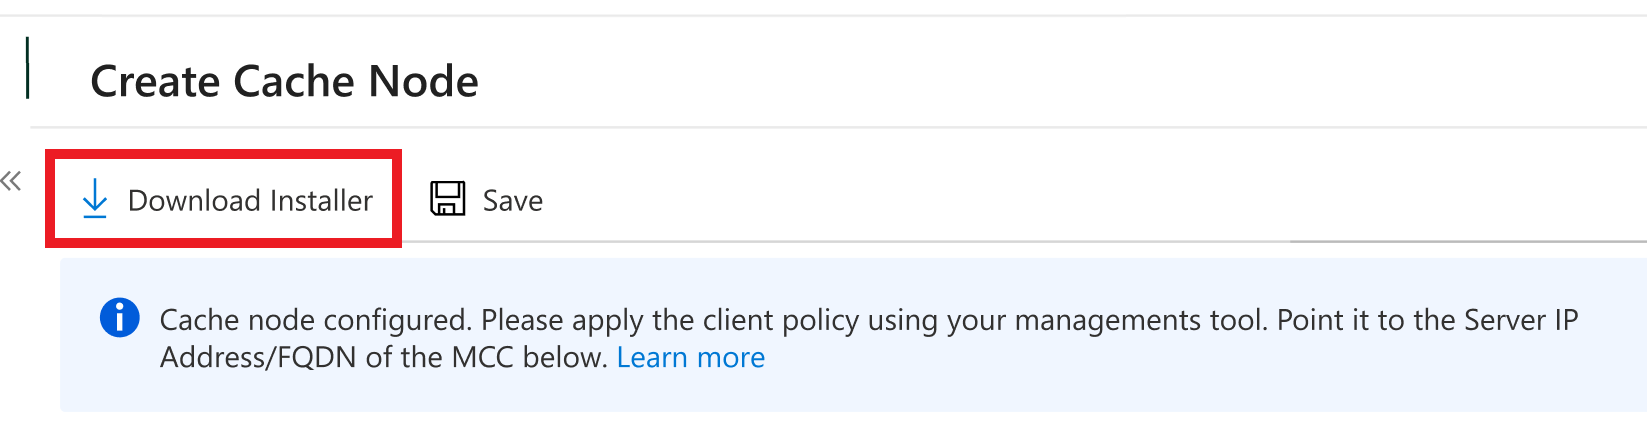 Create Cache Node
Download Installer
Save
Cache node configured. Please apply the client policy using your managements tool. Point it to the Server IP
Address/FQDN of the MCC below. Learn more